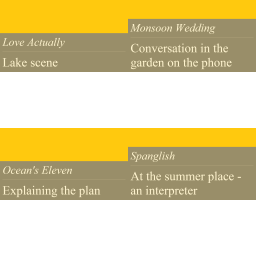 Love Actually
Lake scene
Monsoon Wedding
Conversation in the
garden on the phone
Ocean's Eleven
Explaining the plan
Spanglish
At the summer place -
an interpreter